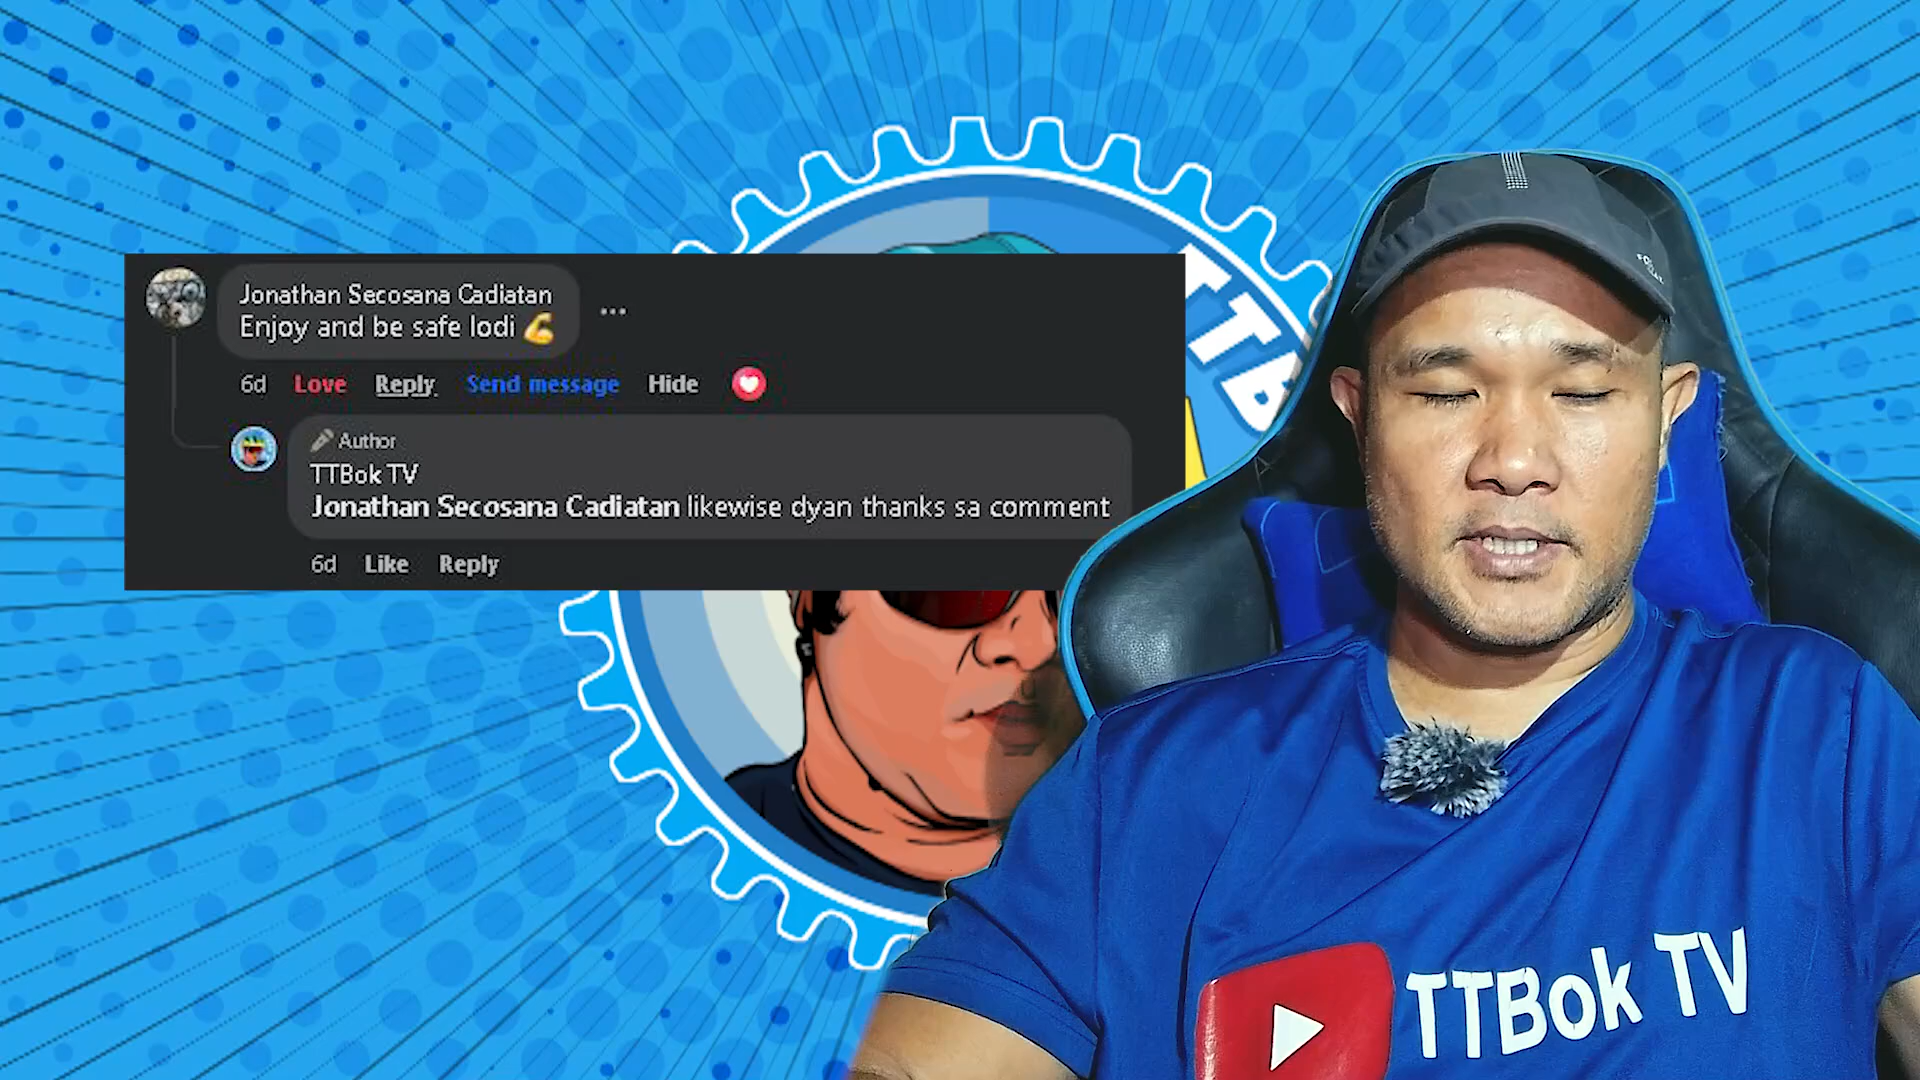 Jonathan Secosana Cadiatan
Enjoy and be safe lodi 💪
6d Love Reply Send message Hide
Author
TTBok TV
Jonathan Secosana Cadiatan likewise dyan thanks sa comment
6d Like Reply
TTB
TTBok TV